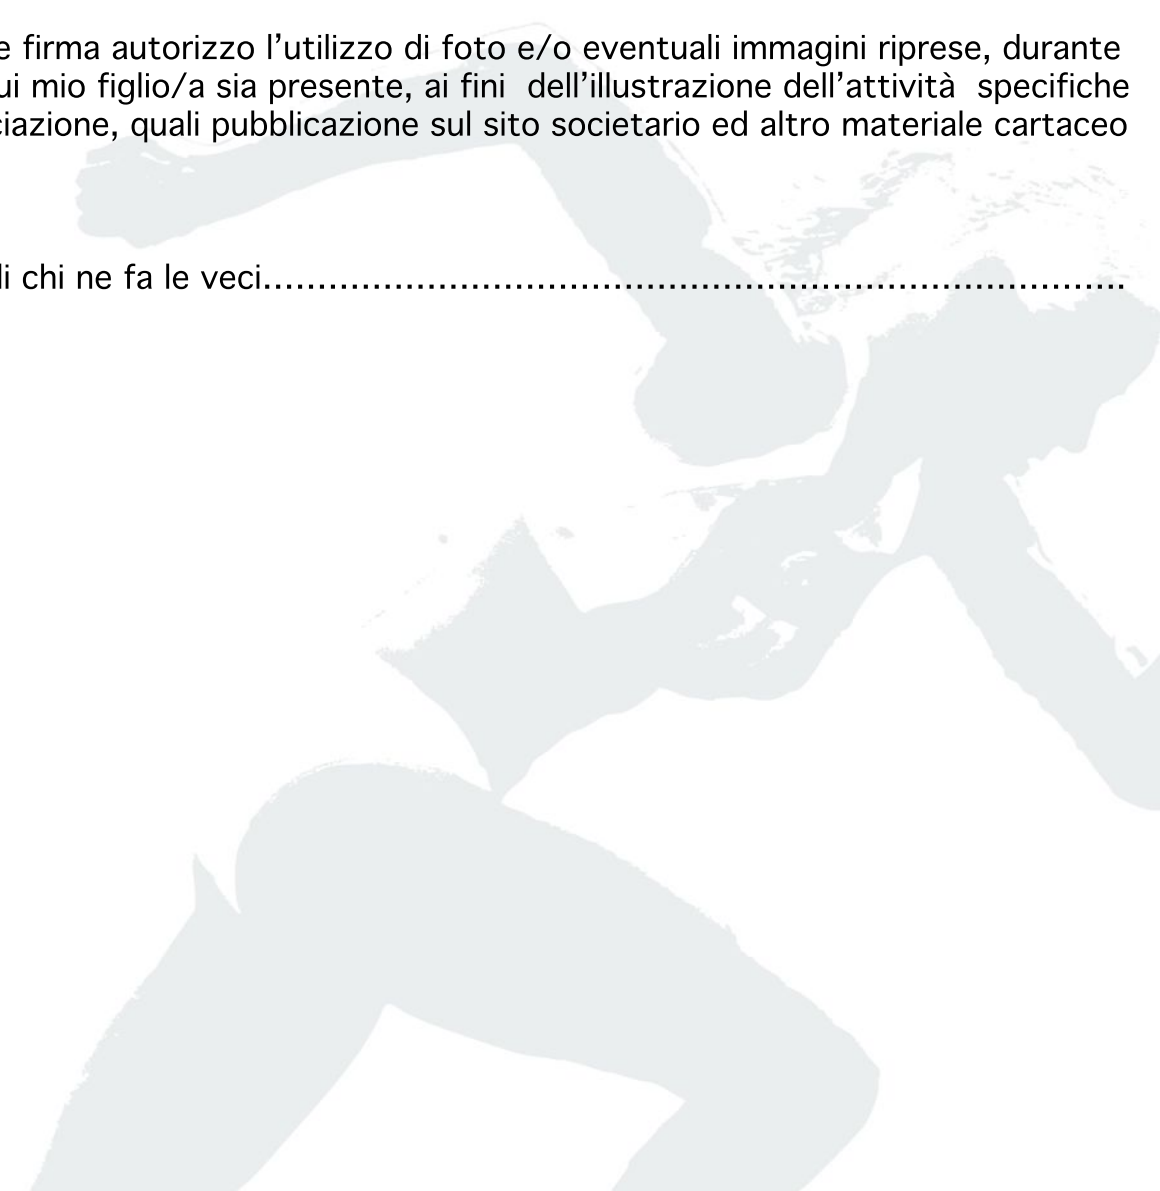 e firma autorizzo l’utilizzo di foto e/o eventuali immagini riprese, durante
ui mio figlio/a sia presente, ai fini  dell’illustrazione dell’attività  specifiche
ciazione, quali pubblicazione sul sito societario ed altro materiale cartaceo
li chi ne fa le veci……………………………………………………………………..